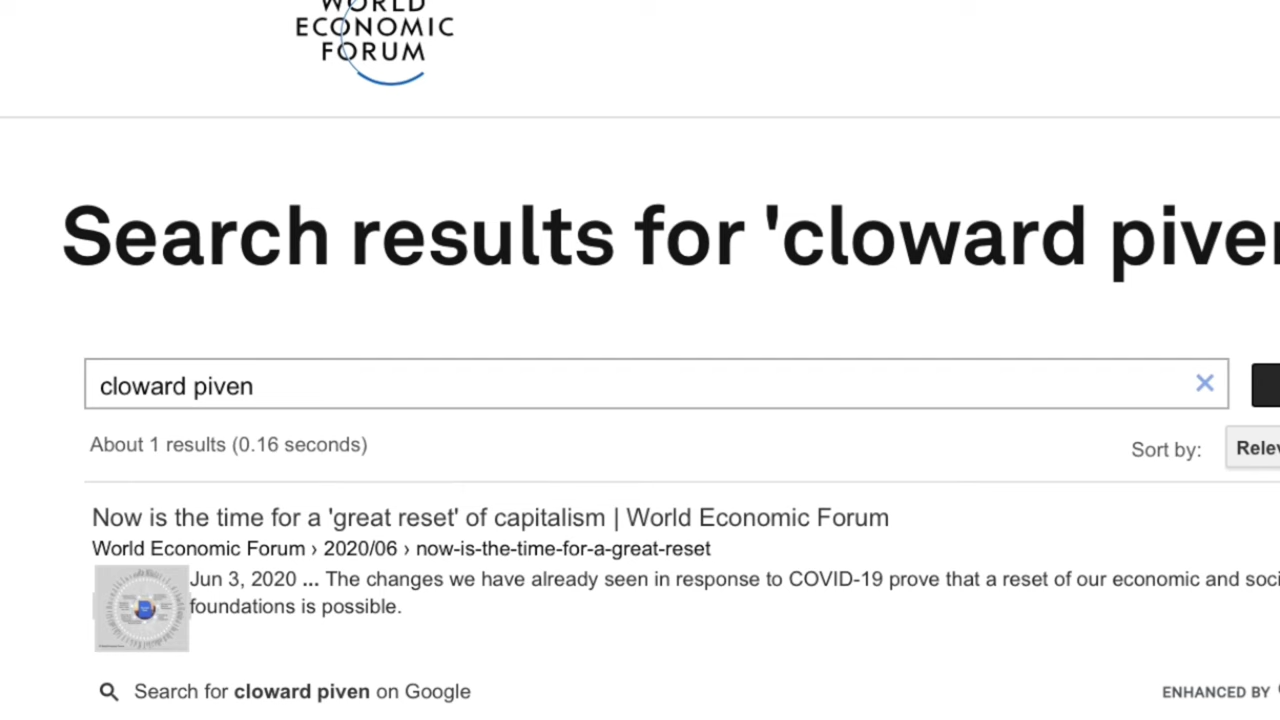 WORLD
ECONOMIC
FORUM
Search results for 'cloward piven
cloward piven
About 1 results (0.16 seconds)
Sort by:
Relev
Now is the time for a 'great reset' of capitalism | World Economic Forum
World Economic Forum › 2020/06 › now-is-the-time-for-a-great-reset
Jun 3, 2020 ... The changes we have already seen in response to COVID-19 prove that a reset of our economic and soci
foundations is possible.
Search for cloward piven on Google
ENHANCED BY